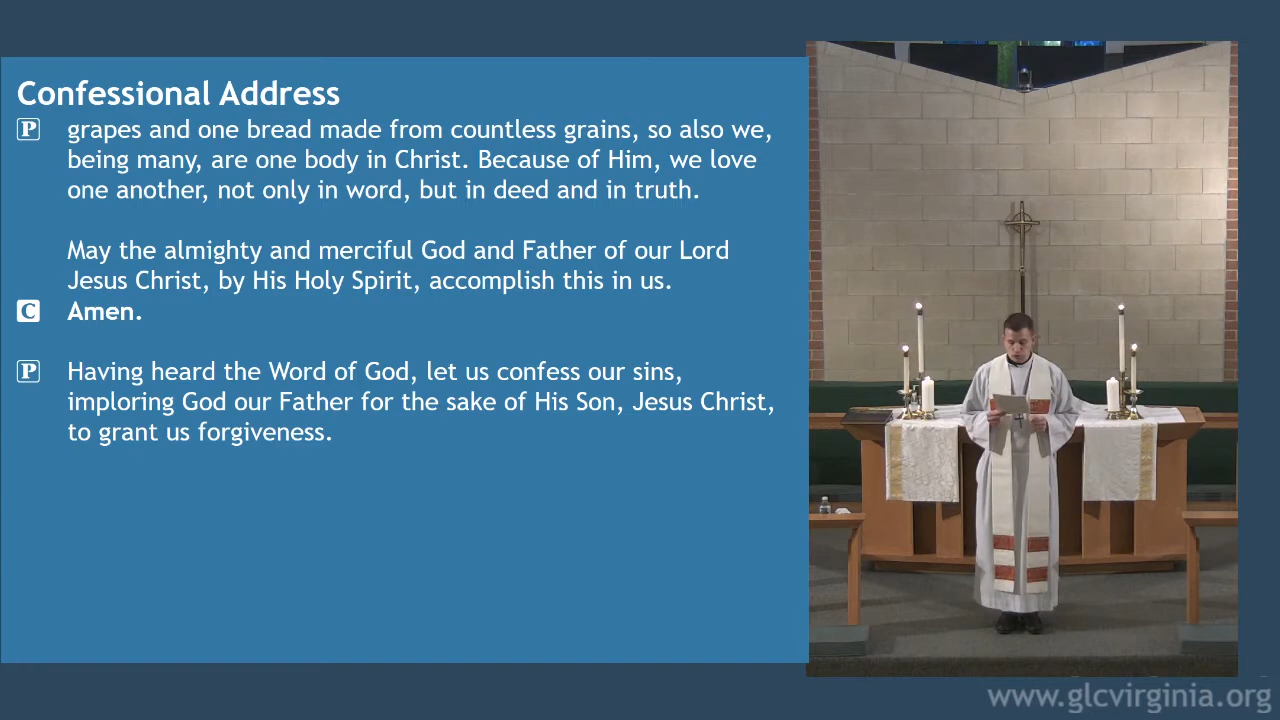 Confessional Address
P grapes and one bread made from countless grains, so also we,
being many, are one body in Christ. Because of Him, we love
one another, not only in word, but in deed and in truth.
May the almighty and merciful God and Father of our Lord
Jesus Christ, by His Holy Spirit, accomplish this in us.
C Amen.
P Having heard the Word of God, let us confess our sins,
imploring God our Father for the sake of His Son, Jesus Christ,
to grant us forgiveness.
www.glcvirginia.org